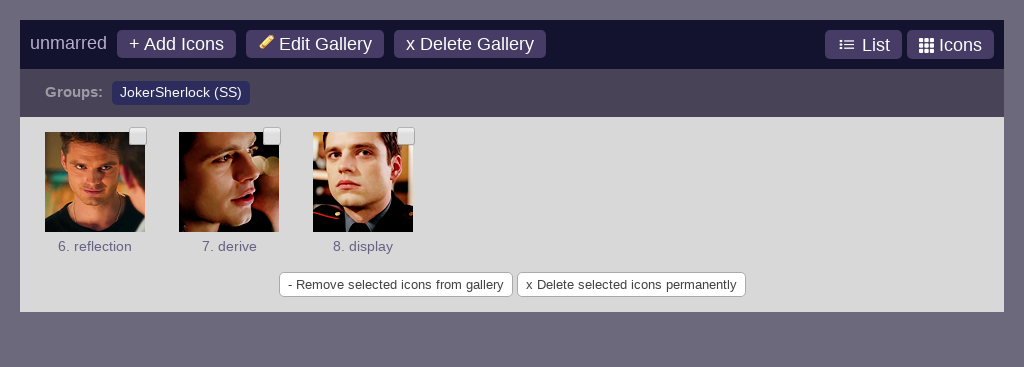 unmarred + Add Icons Edit Gallery x Delete Gallery List Icons
Groups: JokerSherlock (SS)
6. reflection 7. derive 8. display
- Remove selected icons from gallery x Delete selected icons permanently